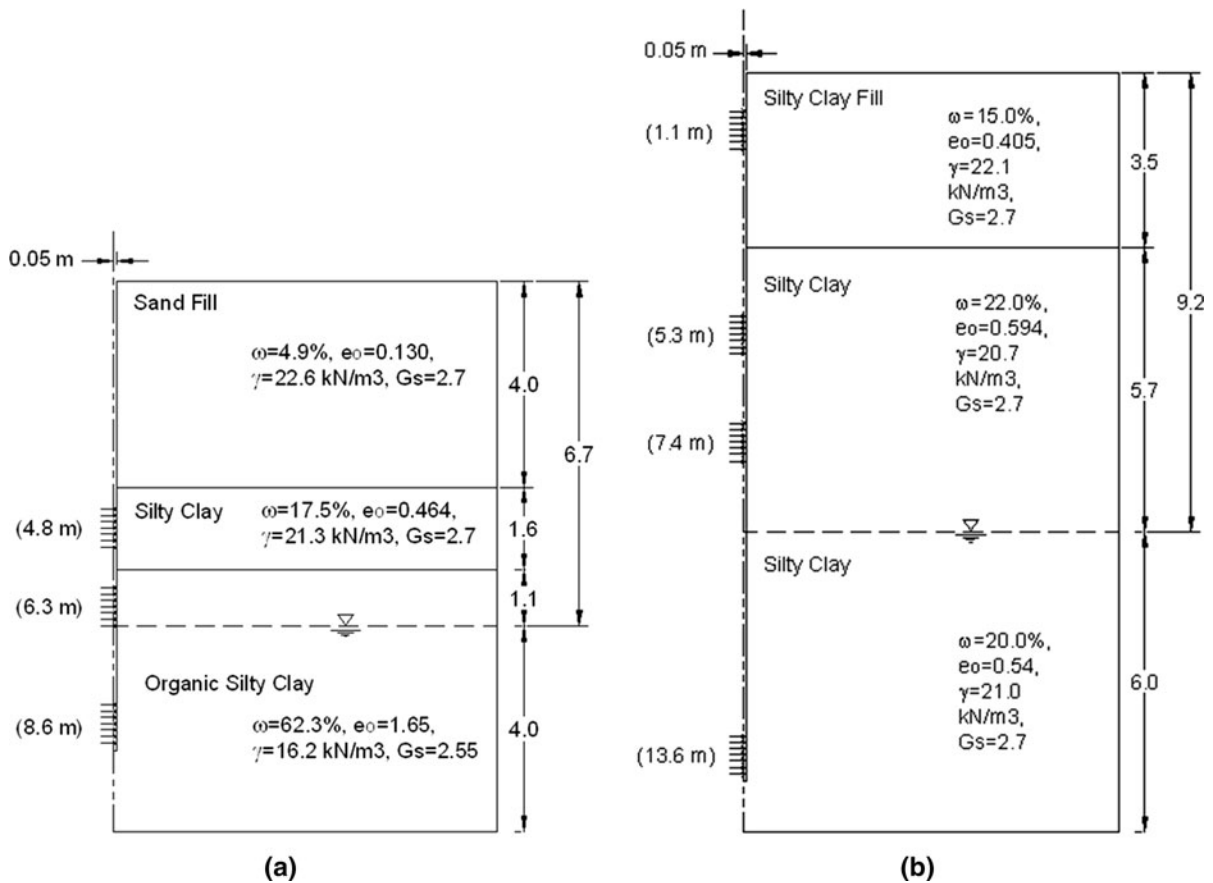 0.05 m
Sand Fill
ω=4.9%, eo=0.130,
γ=22.6 kN/m3, Gs=2.7
4.0
6.7
Silty Clay
ω=17.5%, eo=0.464,
γ=21.3 kN/m3, Gs=2.7
1.6
(4.8 m)
(6.3 m)
1.1
Organic Silty Clay
ω=62.3%, eo=1.65,
γ=16.2 kN/m3, Gs=2.55
(8.6 m)
4.0
(a)
0.05 m
Silty Clay Fill
ω=15.0%,
eo=0.405,
γ=22.1
kN/m3,
Gs=2.7
(1.1 m)
3.5
9.2
Silty Clay
ω=22.0%,
eo=0.594,
γ=20.7
kN/m3,
Gs=2.7
(5.3 m)
(7.4 m)
5.7
Silty Clay
ω=20.0%,
eo=0.54,
γ=21.0
kN/m3,
Gs=2.7
6.0
(13.6 m)
(b)